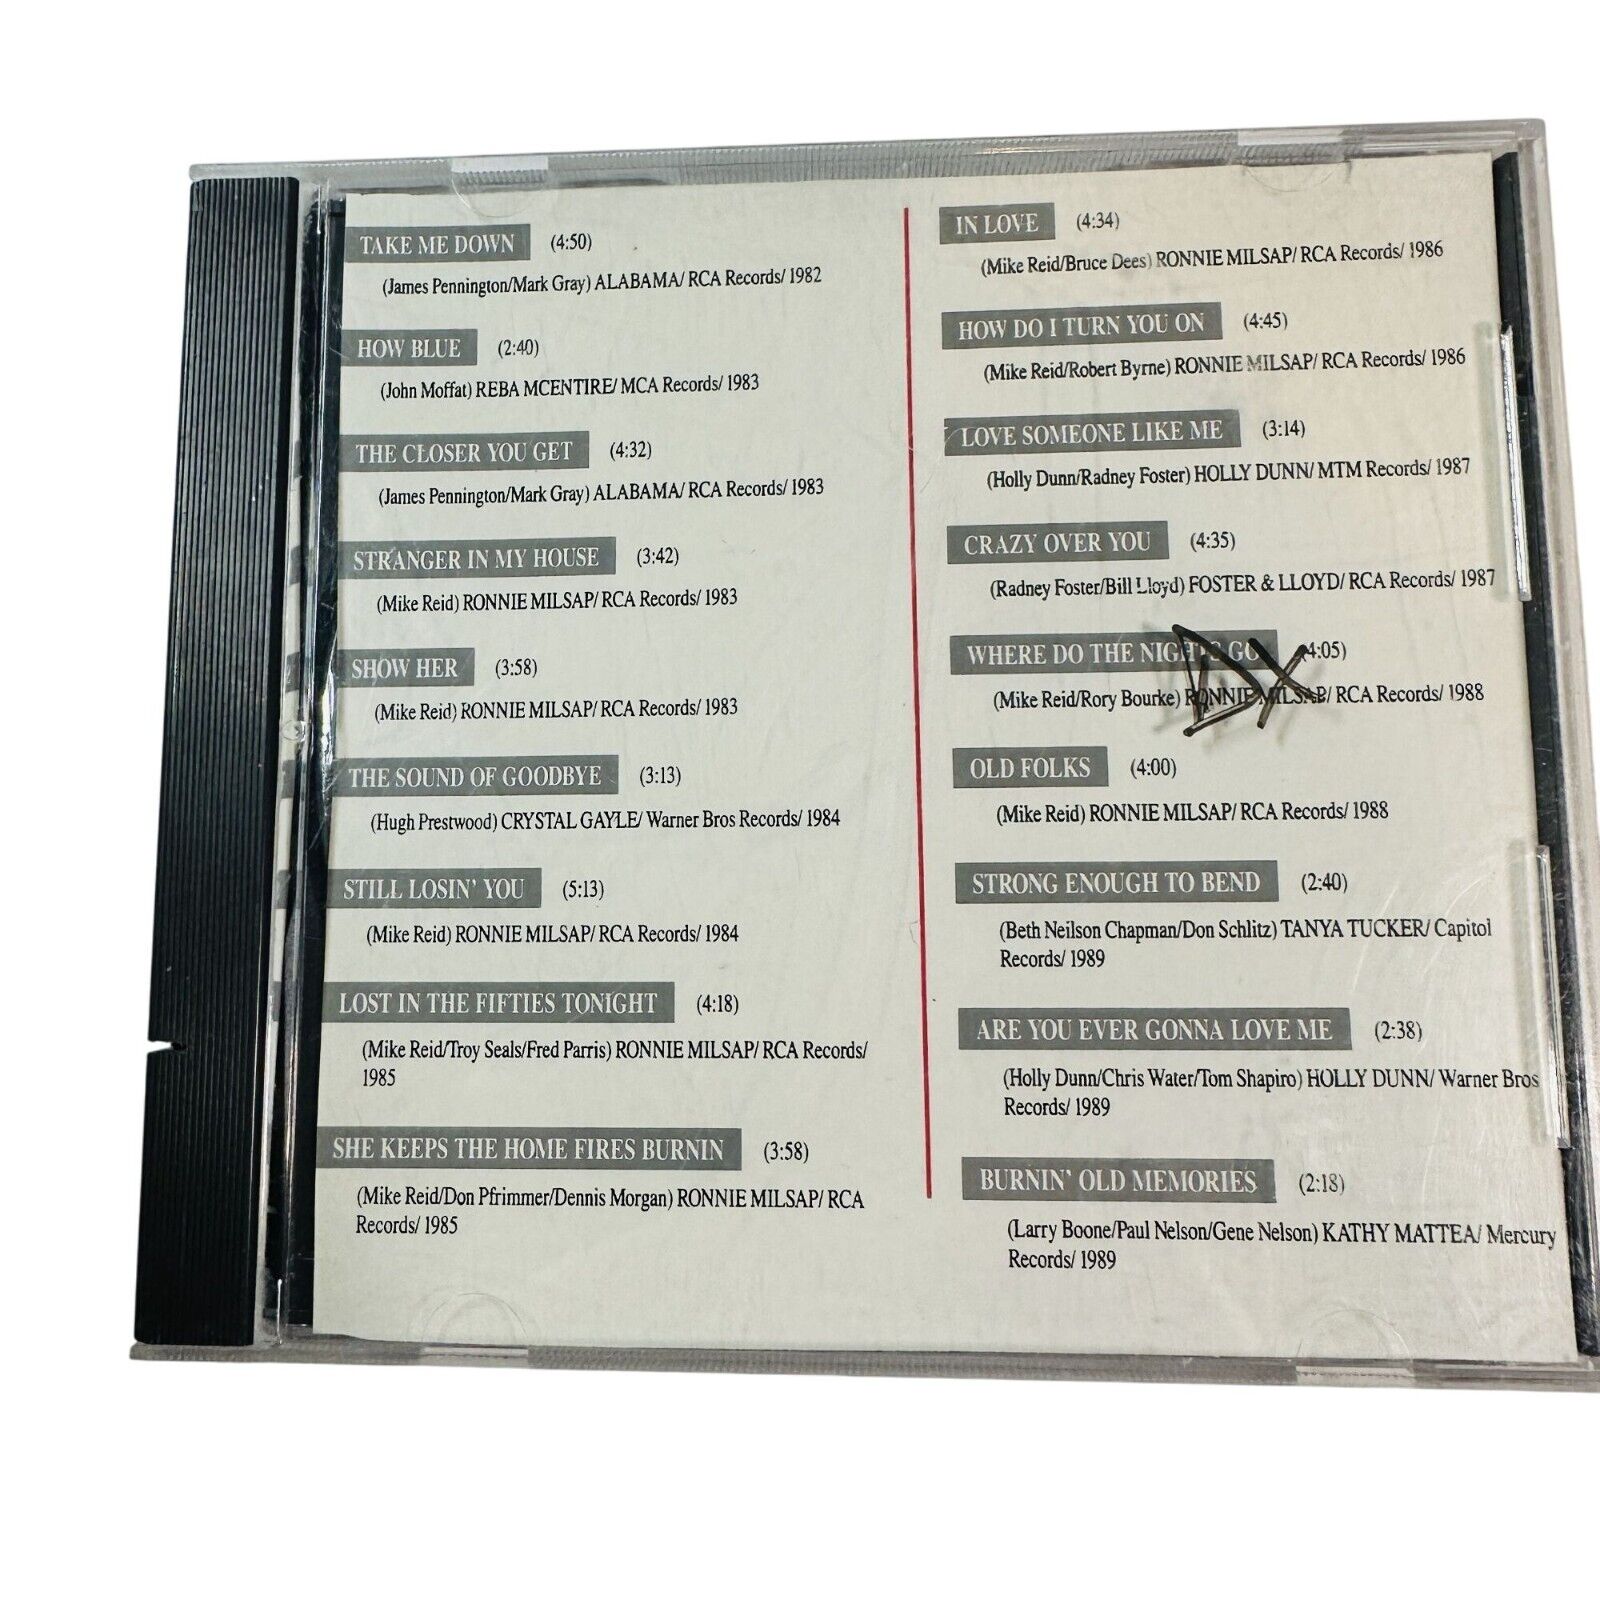 TAKE ME DOWN (4:50)
(James Pennington/Mark Gray) ALABAMA/ RCA Records/ 1982
HOW BLUE (2:40)
(John Moffat) REBA MCENTIRE/ MCA Records/ 1983
THE CLOSER YOU GET (4:32)
(James Pennington/Mark Gray) ALABAMA/ RCA Records/ 1983
STRANGER IN MY HOUSE (3:42)
(Mike Reid) RONNIE MILSAP/ RCA Records/ 1983
SHOW HER (3:58)
(Mike Reid) RONNIE MILSAP/ RCA Records/ 1983
THE SOUND OF GOODBYE (3:13)
(Hugh Prestwood) CRYSTAL GAYLE/ Warner Bros Records/ 1984
STILL LOSIN' YOU (5:13)
(Mike Reid) RONNIE MILSAP/ RCA Records/ 1984
LOST IN THE FIFTIES TONIGHT (4:18)
(Mike Reid/Troy Seals/Fred Parris) RONNIE MILSAP/ RCA Records/
1985
SHE KEEPS THE HOME FIRES BURNIN (3:58)
(Mike Reid/Don Pfrimmer/Dennis Morgan) RONNIE MILSAP/ RCA
Records/ 1985
IN LOVE (4:34)
(Mike Reid/Bruce Dees) RONNIE MILSAP/ RCA Records/ 1986
HOW DO I TURN YOU ON (4:45)
(Mike Reid/Robert Byrne) RONNIE MILSAP/ RCA Records/ 1986
LOVE SOMEONE LIKE ME (3:14)
(Holly Dunn/Radney Foster) HOLLY DUNN/ MTM Records/ 1987
CRAZY OVER YOU (4:35)
(Radney Foster/Bill Lloyd) FOSTER & LLOYD/ RCA Records/ 1987
WHERE DO THE NIGHTS GO (4:05)
(Mike Reid/Rory Bourke) RONNIE MILSAP/ RCA Records/ 1988
DX
OLD FOLKS (4:00)
(Mike Reid) RONNIE MILSAP/ RCA Records/ 1988
STRONG ENOUGH TO BEND (2:40)
(Beth Neilson Chapman/Don Schlitz) TANYA TUCKER/ Capitol
Records/ 1989
ARE YOU EVER GONNA LOVE ME (2:38)
(Holly Dunn/Chris Water/Tom Shapiro) HOLLY DUNN/ Warner Bros
Records/ 1989
BURNIN' OLD MEMORIES (2:18)
(Larry Boone/Paul Nelson/Gene Nelson) KATHY MATTEA/ Mercury
Records/ 1989